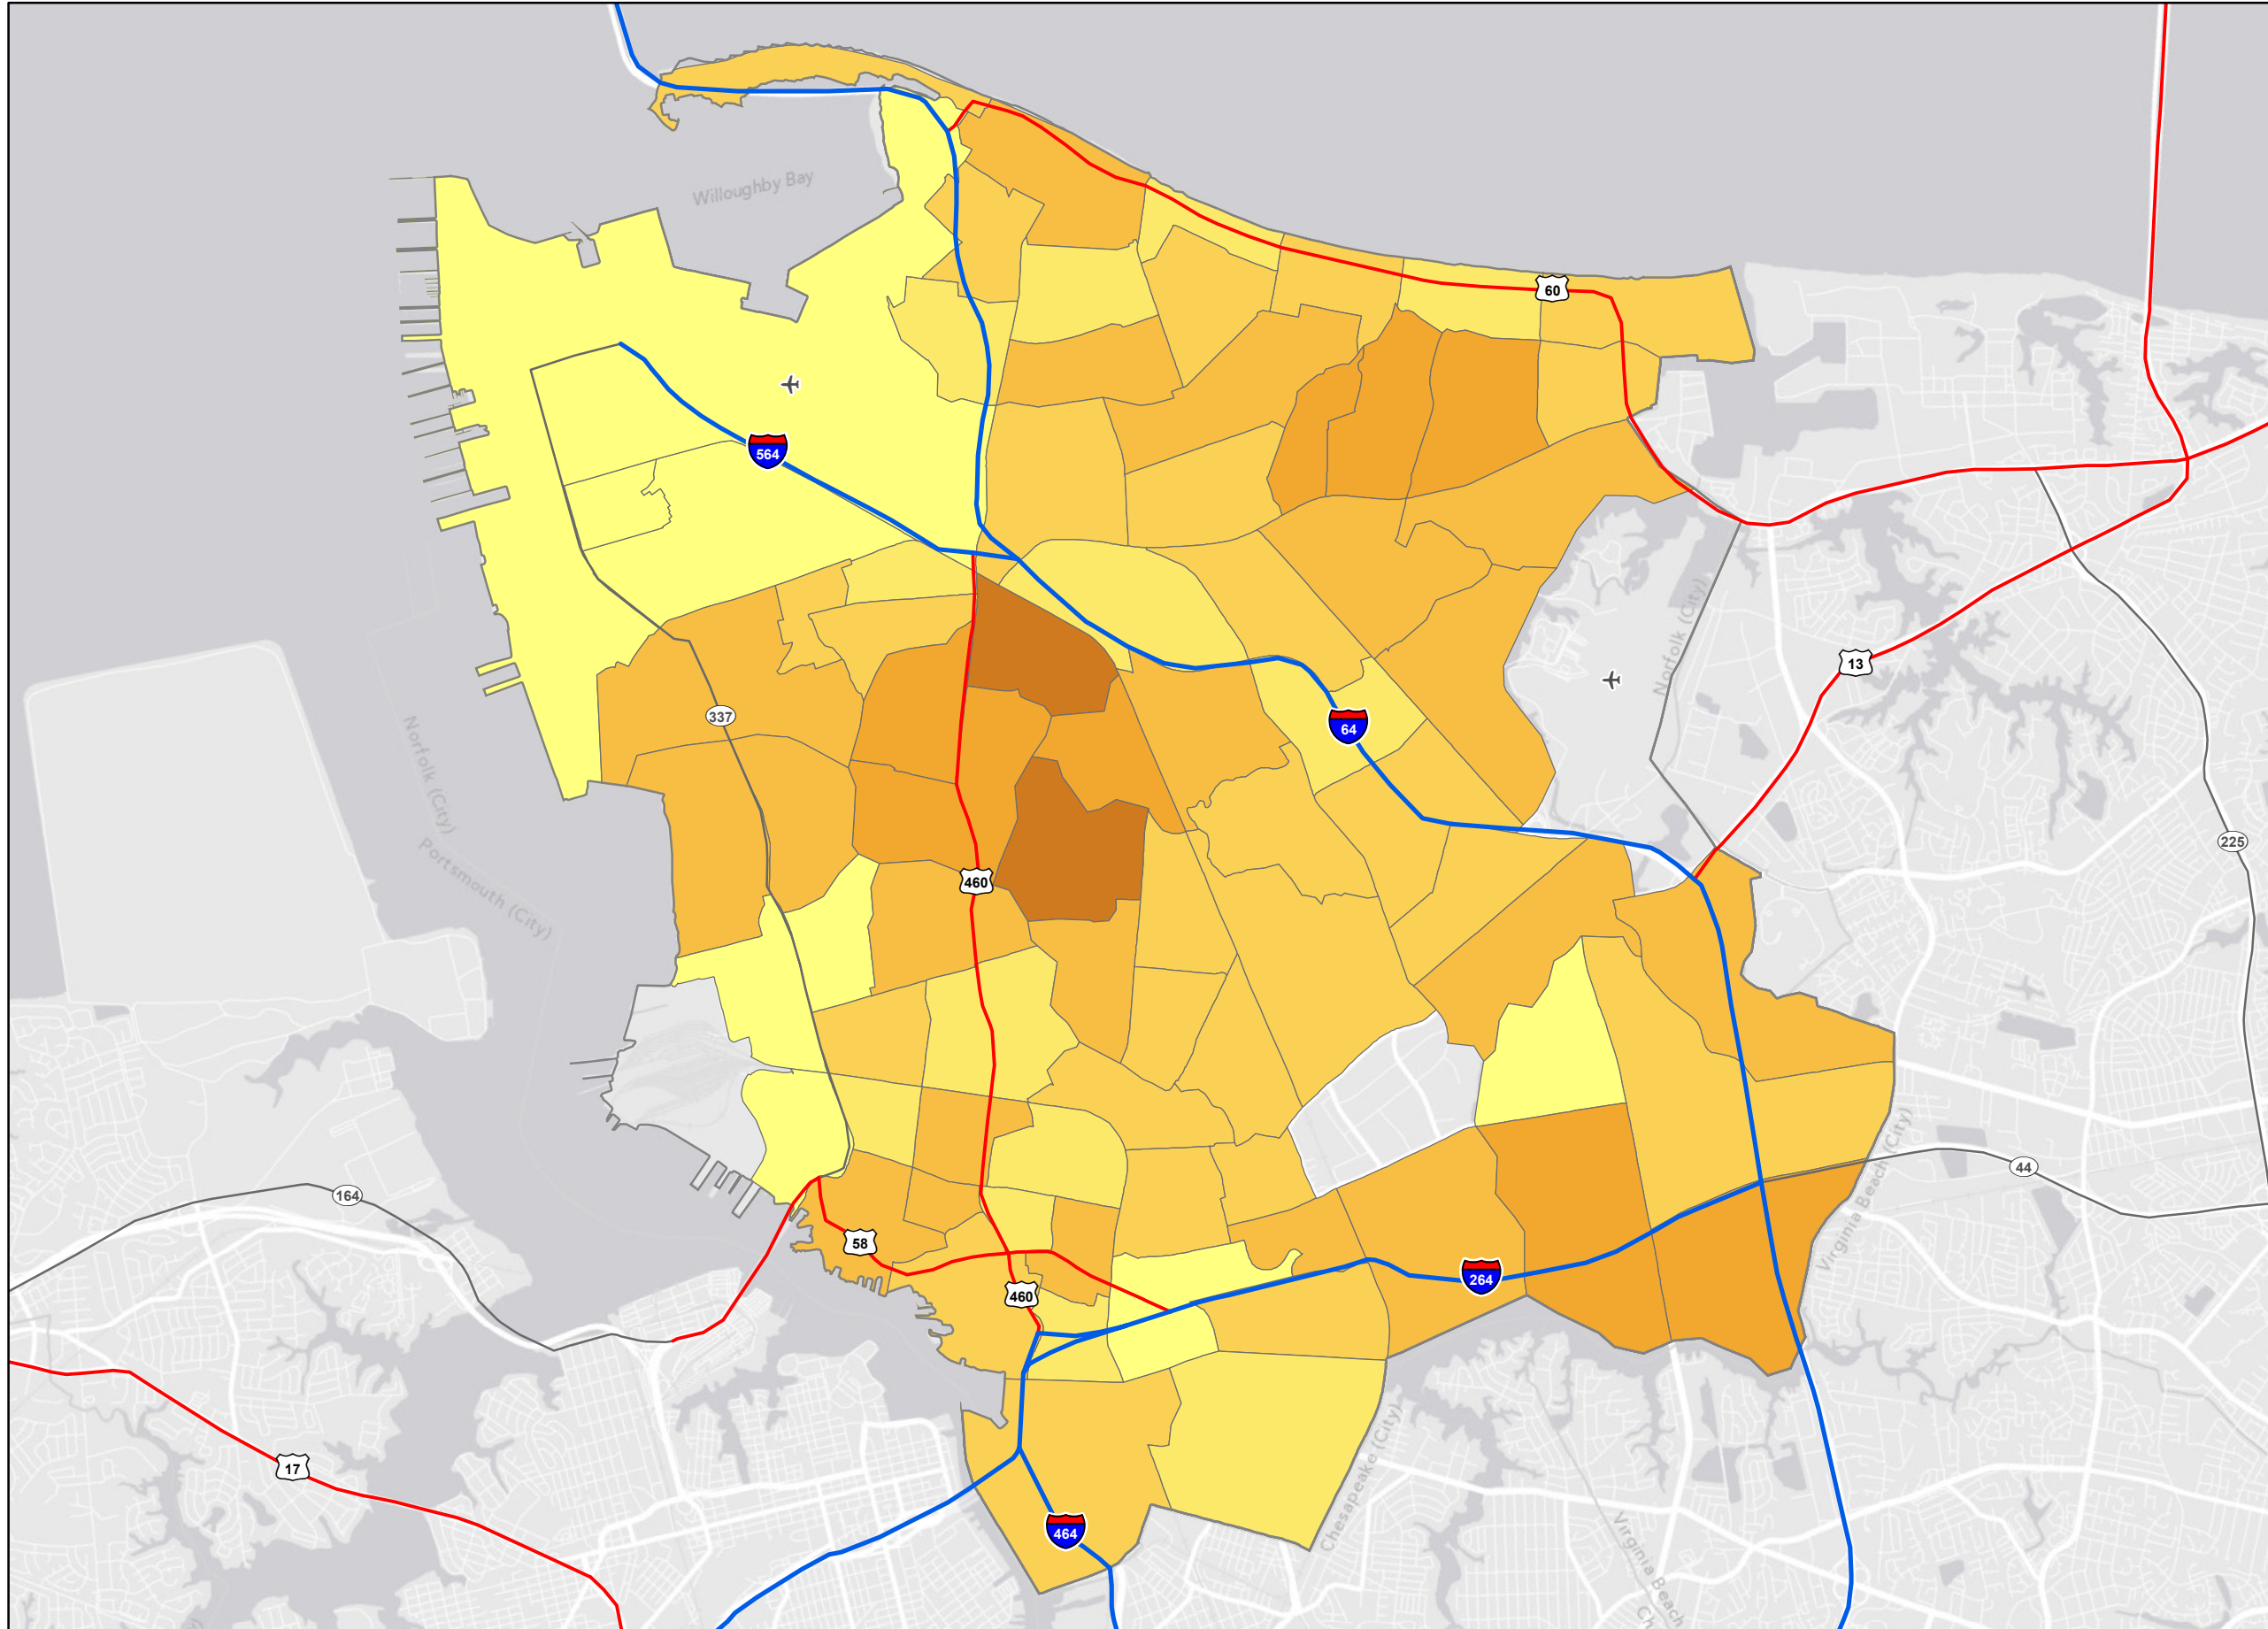 Willoughby Bay
60
564
Norfolk (City)
13
337
64
Norfolk (City)
Portsmouth (City)
225
460
Virginia Beach (City)
44
164
58
264
460
Chesapeake (City)
17
464
Virginia Beach
Ch